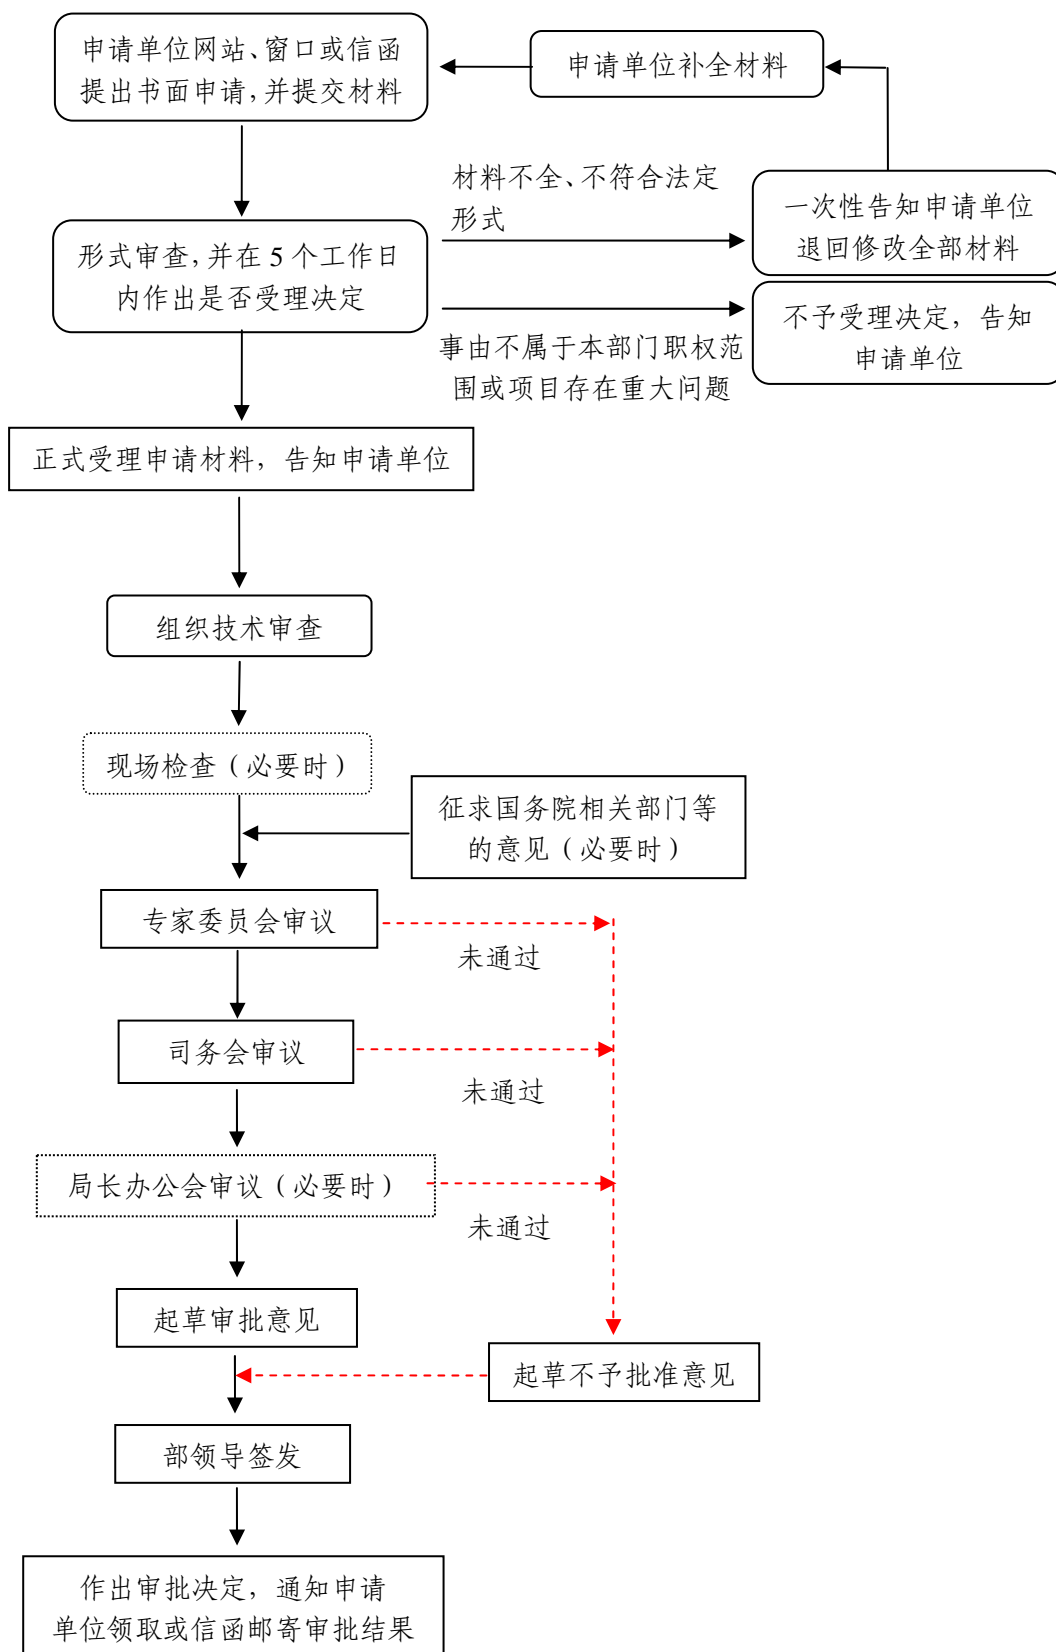 申请单位网站、窗口或信函
提出书面申请,并提交材料
申请单位补全材料
材料不全、不符合法定
形式
一次性告知申请单位
退回修改全部材料
形式审查,并在 5 个工作日
内作出是否受理决定
不予受理决定，告知
申请单位
事由不属于本部门职权范
围或项目存在重大问题
正式受理申请材料，告知申请单位
组织技术审查
现场检查（必要时）
征求国务院相关部门等
的意见（必要时）
专家委员会审议
未通过
司务会审议
未通过
局长办公会审议（必要时）
未通过
起草审批意见
起草不予批准意见
部领导签发
作出审批决定，通知申请
单位领取或信函邮寄审批结果